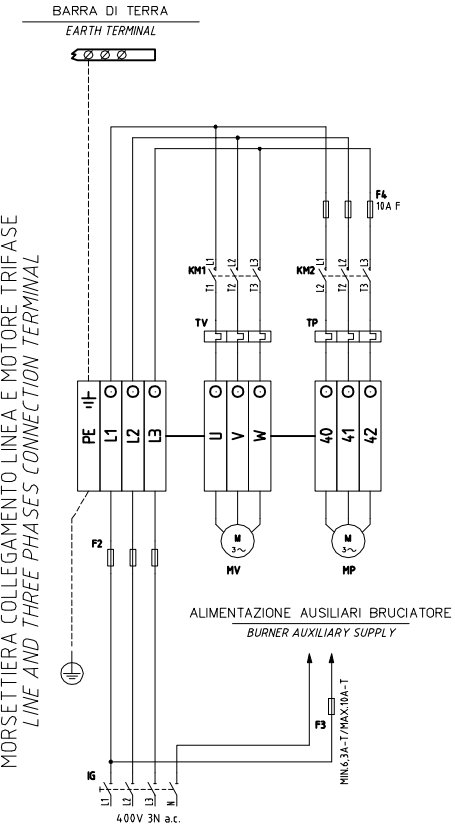 BARRA DI TERRA
EARTH TERMINAL
F4
10A F
KM1
L1 L2 L3
T1 T2 T3
KM2
L1 L2 L3
L2 T2 T3
TV
TP
PE L1 L2 L3
U V W
40 41 42
F2
M
3~
MV
M
3~
MP
ALIMENTAZIONE AUSILIARI BRUCIATORE
BURNER AUXILIARY SUPPLY
F3
MIN.6,3A-T/MAX.10A-T
IG
L1 L2 L3 N
400V 3N a.c.
MORSETTIERA COLLEGAMENTO LINEA E MOTORE TRIFASE
LINE AND THREE PHASES CONNECTION TERMINAL